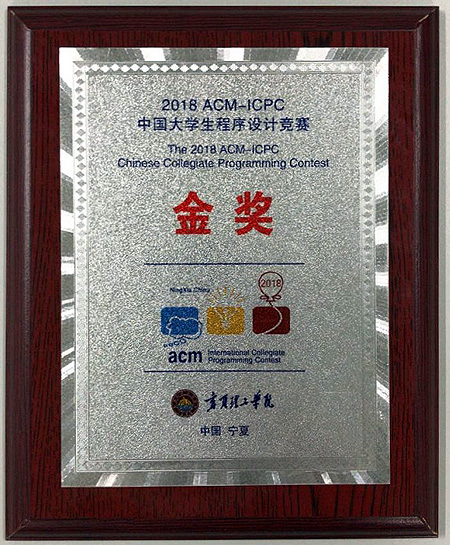 2018 ACM-ICPC
中国大学生程序设计竞赛
The 2018 ACM-ICPC
Chinese Collegiate Programming Contest
金奖
NingXia China
2018
acm International Collegiate
Programming Contest
宁夏理工学院
中国 宁夏